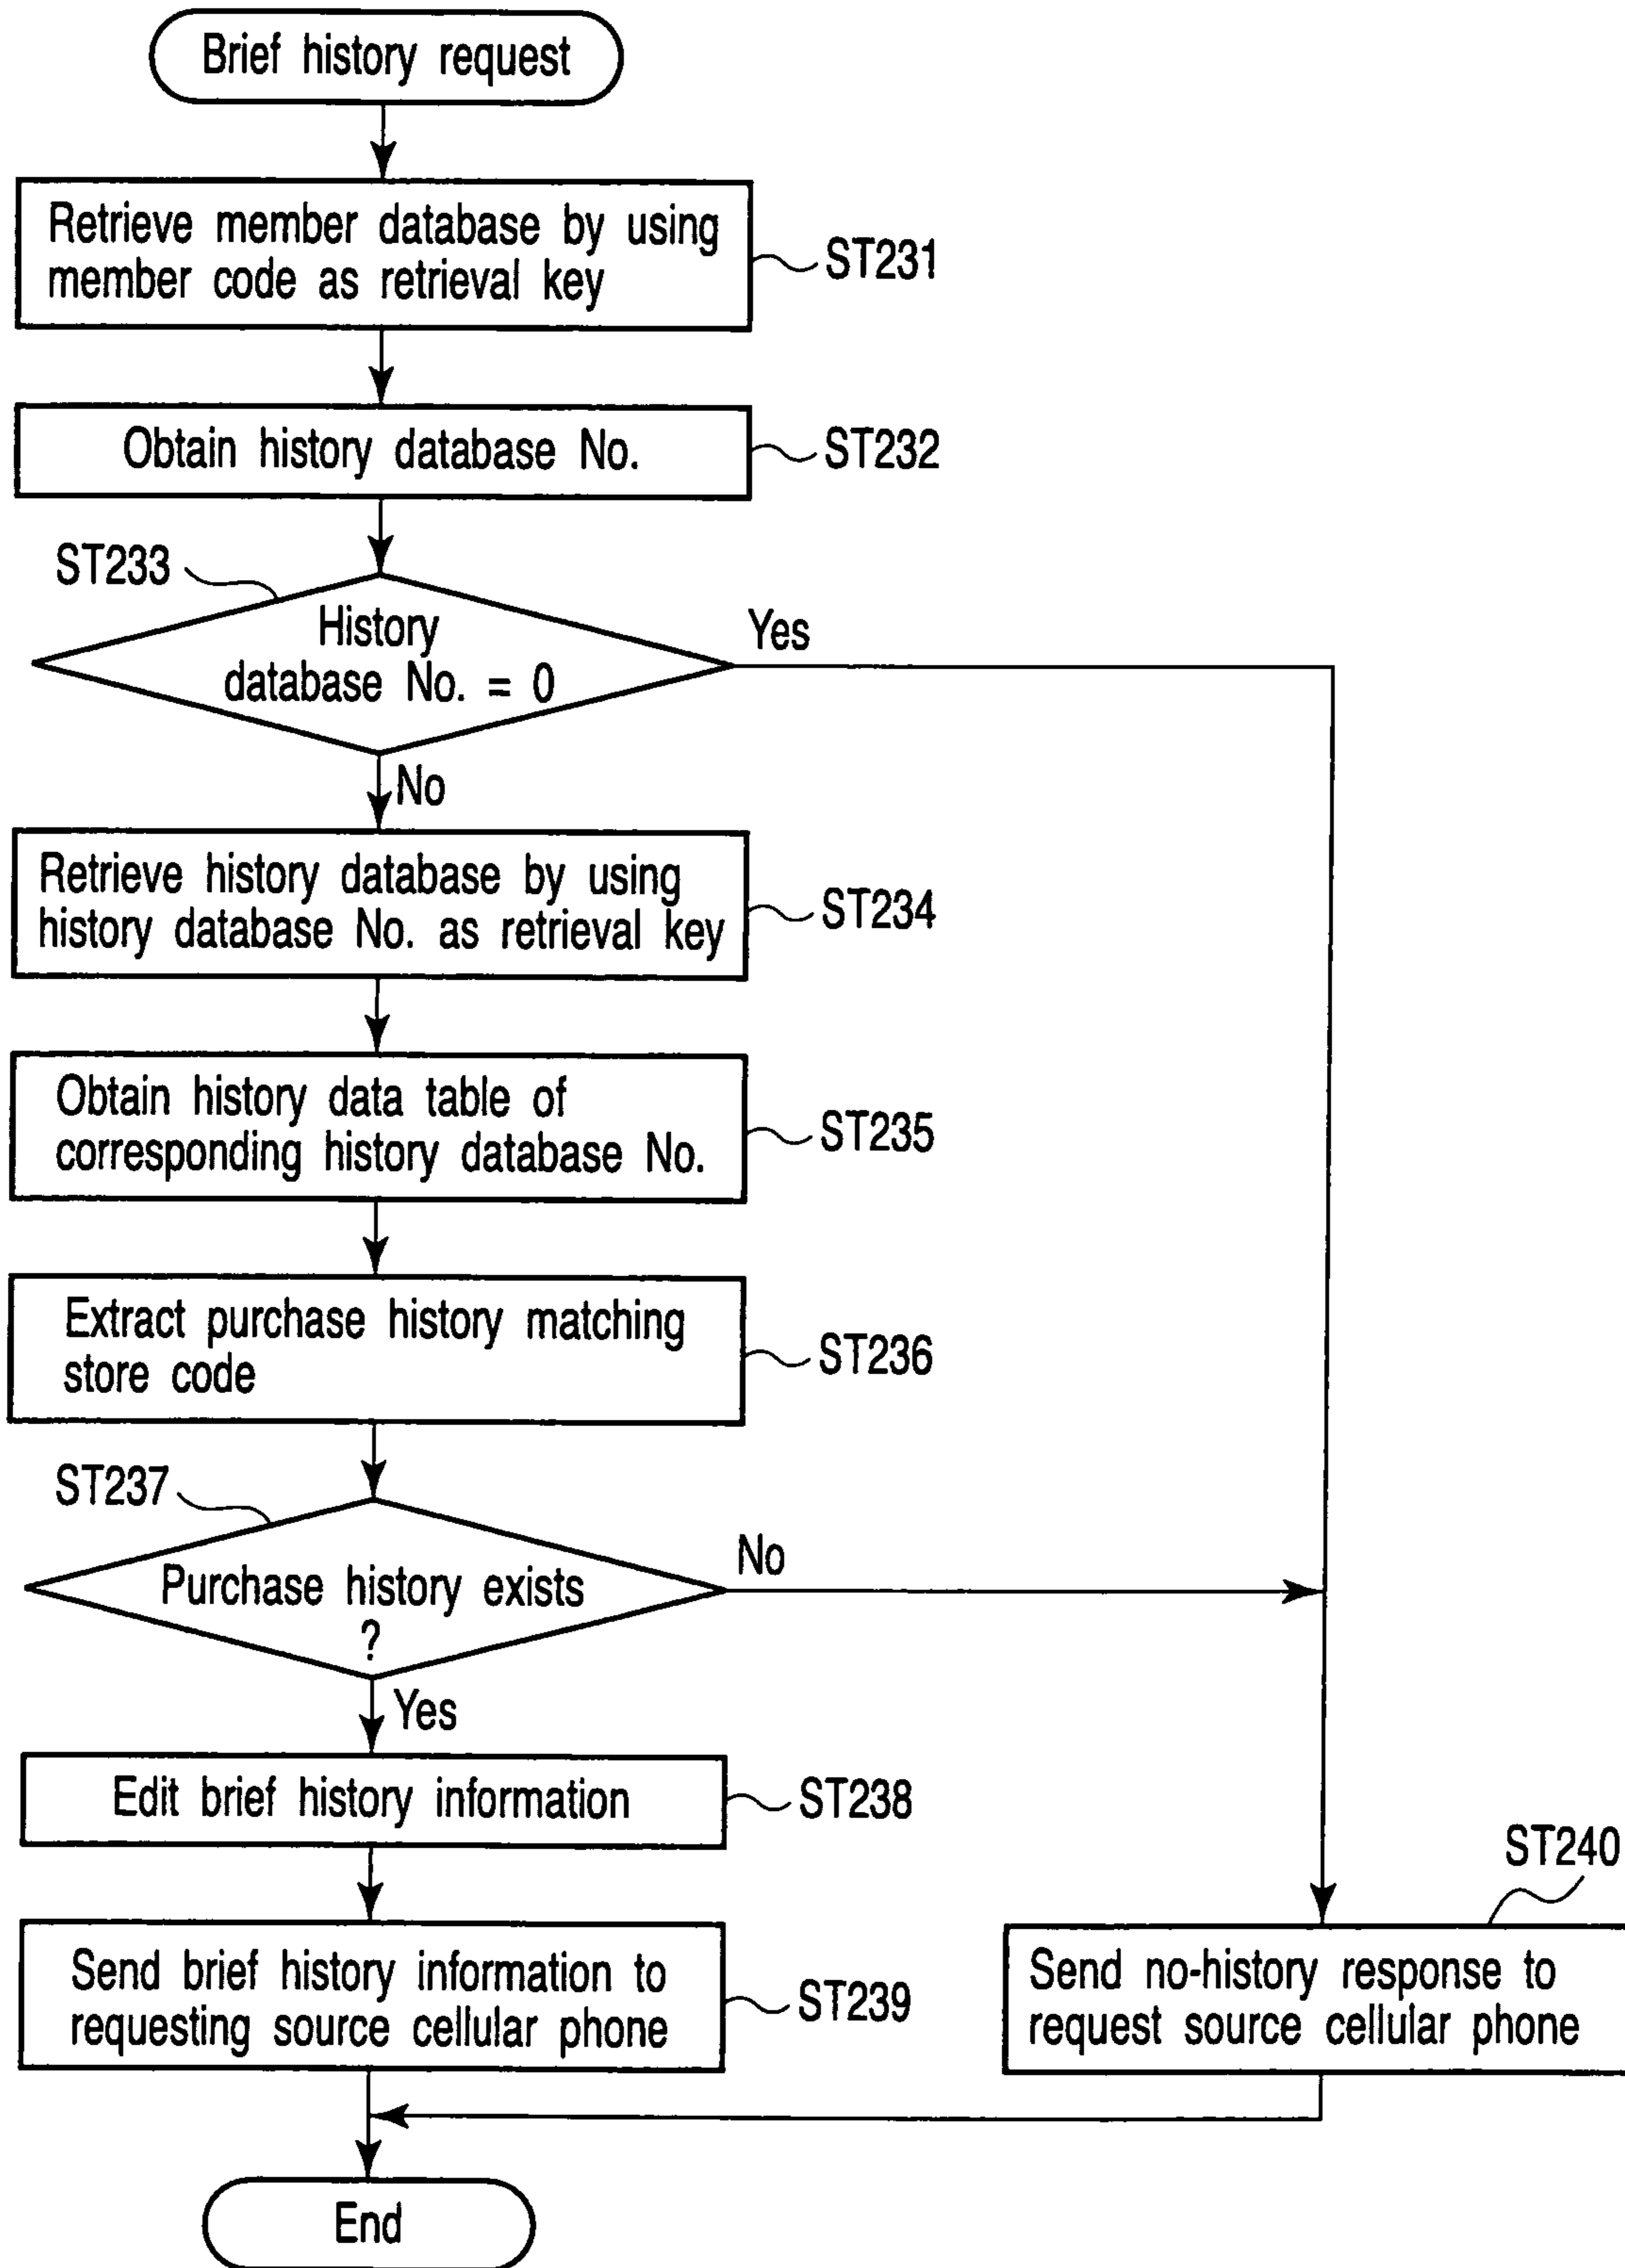 Brief history request
Retrieve member database by using
member code as retrieval key
ST231
Obtain history database No.
ST232
ST233
History
database No. = 0
Yes
No
Retrieve history database by using
history database No. as retrieval key
ST234
Obtain history data table of
corresponding history database No.
ST235
Extract purchase history matching
store code
ST236
ST237
Purchase history exists
?
No
Yes
Edit brief history information
ST238
Send brief history information to
requesting source cellular phone
ST239
ST240
Send no-history response to
request source cellular phone
End